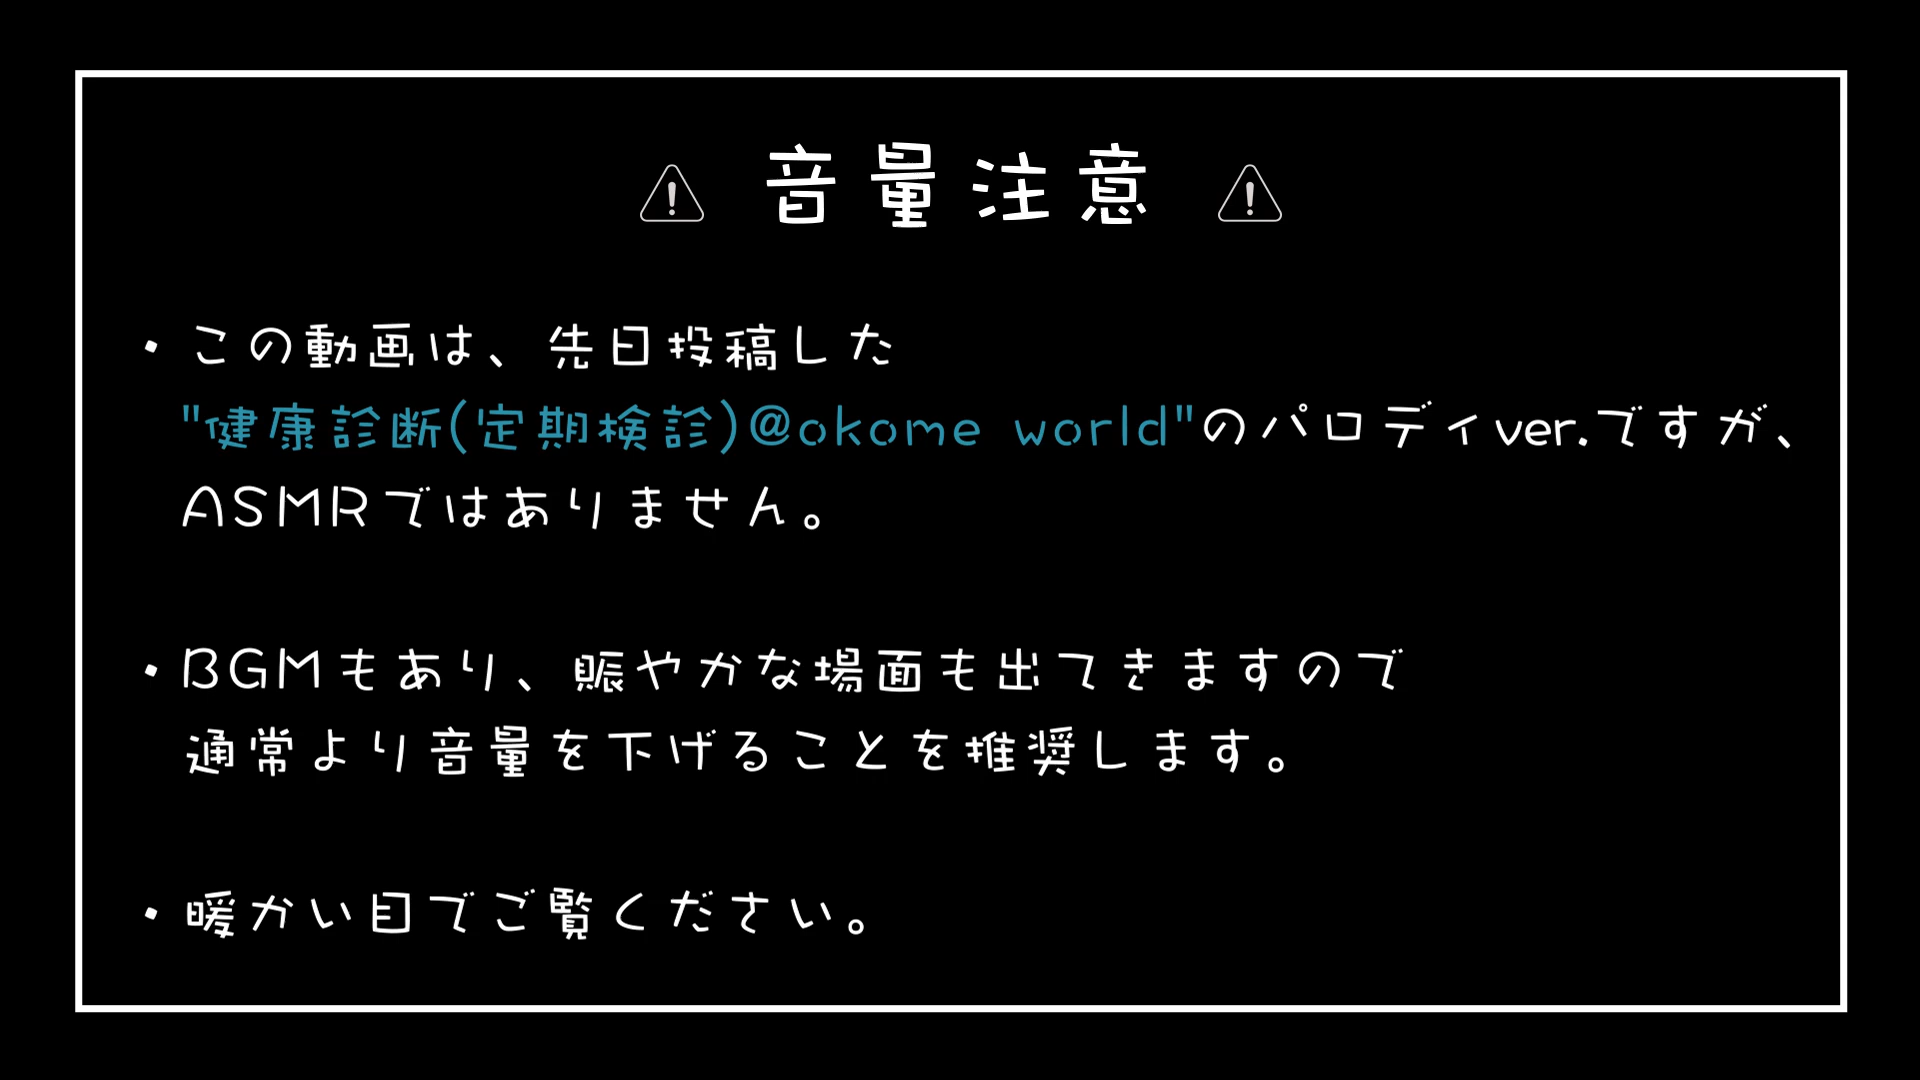 ⚠ 音量注意 ⚠
・この動画は、先日投稿した
"健康診断(定期検診)@okome world"のパロディver.ですが、
ASMRではありません。
・BGMもあり、賑やかな場面も出てきますので
通常より音量を下げることを推奨します。
・暖かい目でご覧ください。